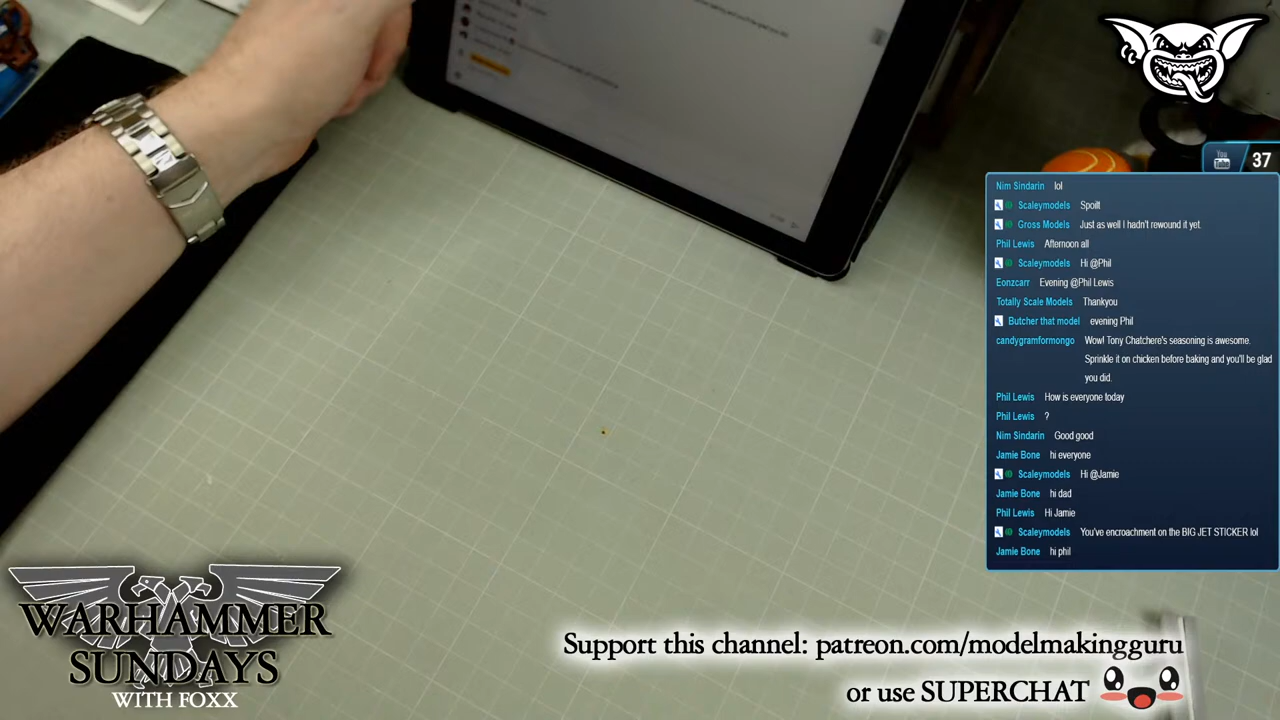 You
Tube
37
Nim Sindarin lol
Scaleymodels Spoilt
Gross Models Just as well I hadn't rewound it yet.
Phil Lewis Afternoon all
Scaleymodels Hi @Phil
Eonzcarr Evening @Phil Lewis
Totally Scale Models Thankyou
Butcher that model evening Phil
candygramformongo Wow! Tony Chatchere's seasoning is awesome.
Sprinkle it on chicken before baking and you'll be glad
you did.
Phil Lewis How is everyone today
Phil Lewis ?
Nim Sindarin Good good
Jamie Bone hi everyone
Scaleymodels Hi @Jamie
Jamie Bone hi dad
Phil Lewis Hi Jamie
Scaleymodels You've encroachment on the BIG JET STICKER lol
Jamie Bone hi phil
WARHAMMER
SUNDAYS
WITH FOXX
Support this channel: patreon.com/modelmakingguru
or use SUPERCHAT